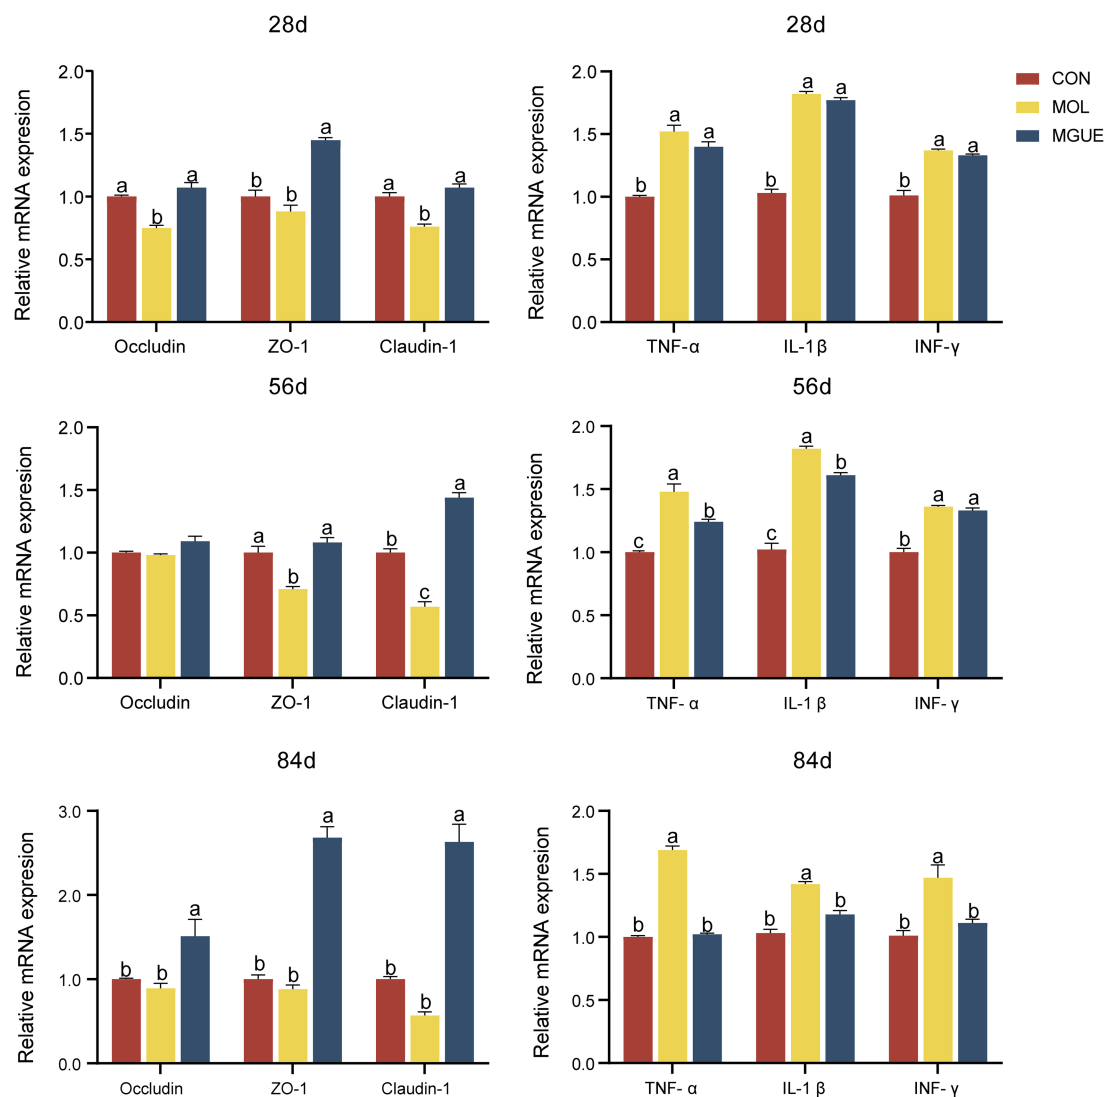 28d
Relative mRNA expresion
2.0
1.5
1.0
0.5
0.0
a b a
b b a
a b a
Occludin ZO-1 Claudin-1
28d
Relative mRNA expresion
2.0
1.5
1.0
0.5
0.0
b a a
b a a
b a a
TNF-α IL-1β INF-γ
CON
MOL
MGUE
56d
Relative mRNA expresion
2.0
1.5
1.0
0.5
0.0
a b a
b c a
Occludin ZO-1 Claudin-1
56d
Relative mRNA expresion
2.0
1.5
1.0
0.5
0.0
c a b
c a b
b a a
TNF- α IL-1 β INF- γ
84d
Relative mRNA expresion
3.0
2.0
1.0
0.0
b b a
b b a
b b a
Occludin ZO-1 Claudin-1
84d
Relative mRNA expresion
2.0
1.5
1.0
0.5
0.0
b a b
b a b
b a b
TNF- α IL-1 β INF- γ